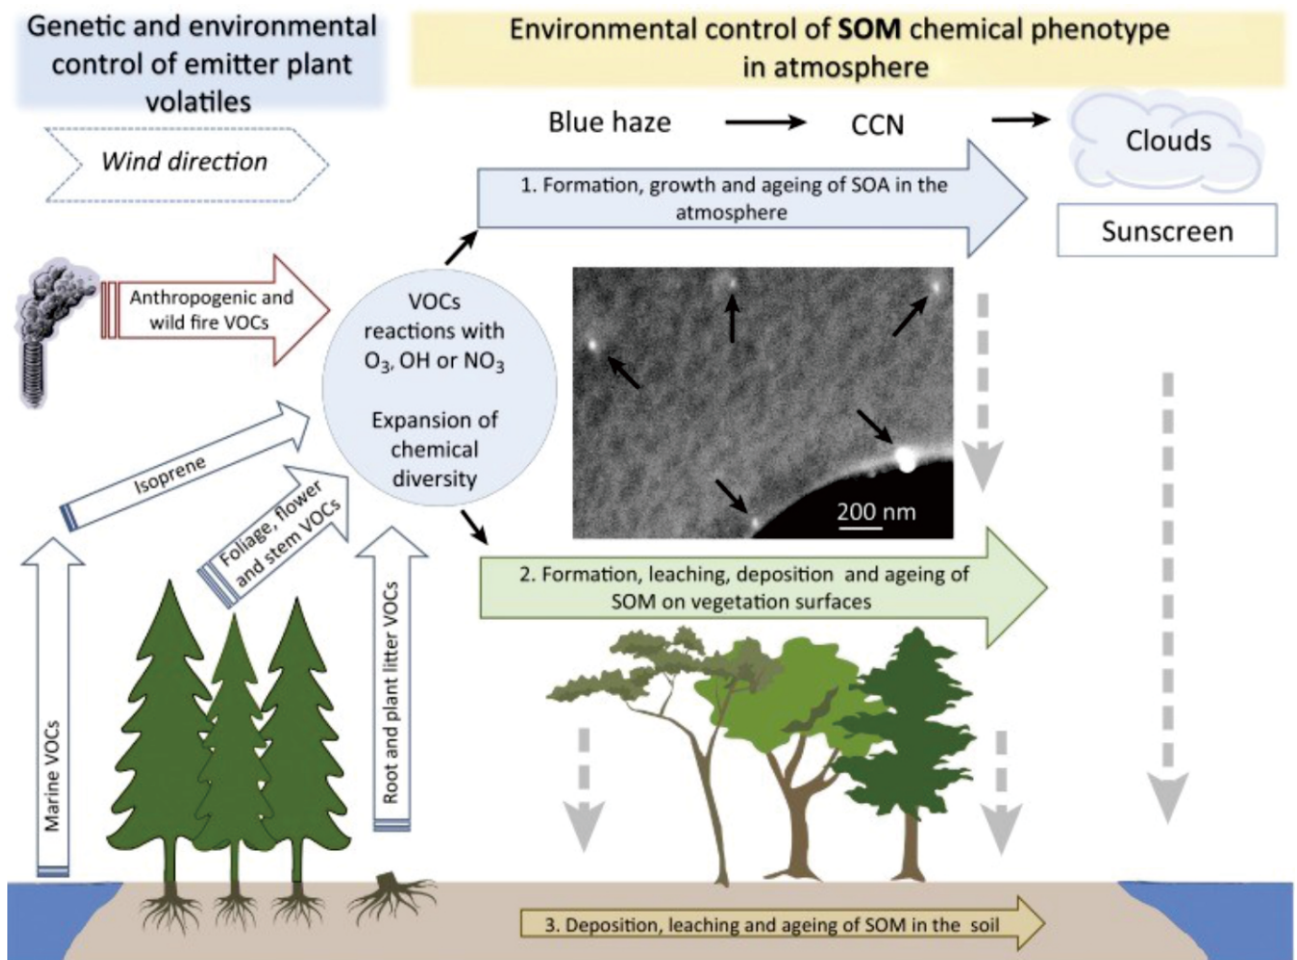 Genetic and environmental
control of emitter plant
volatiles
Environmental control of SOM chemical phenotype
in atmosphere
Wind direction
Blue haze
CCN
Clouds
Sunscreen
1. Formation, growth and ageing of SOA in the
atmosphere
Anthropogenic and
wild fire VOCs
VOCs
reactions with
O₃, OH or NO₃
Expansion of
chemical
diversity
200 nm
Isoprene
Foliage, flower
and stem VOCs
Marine VOCs
Root and plant litter VOCs
2. Formation, leaching, deposition and ageing of
SOM on vegetation surfaces
3. Deposition, leaching and ageing of SOM in the soil